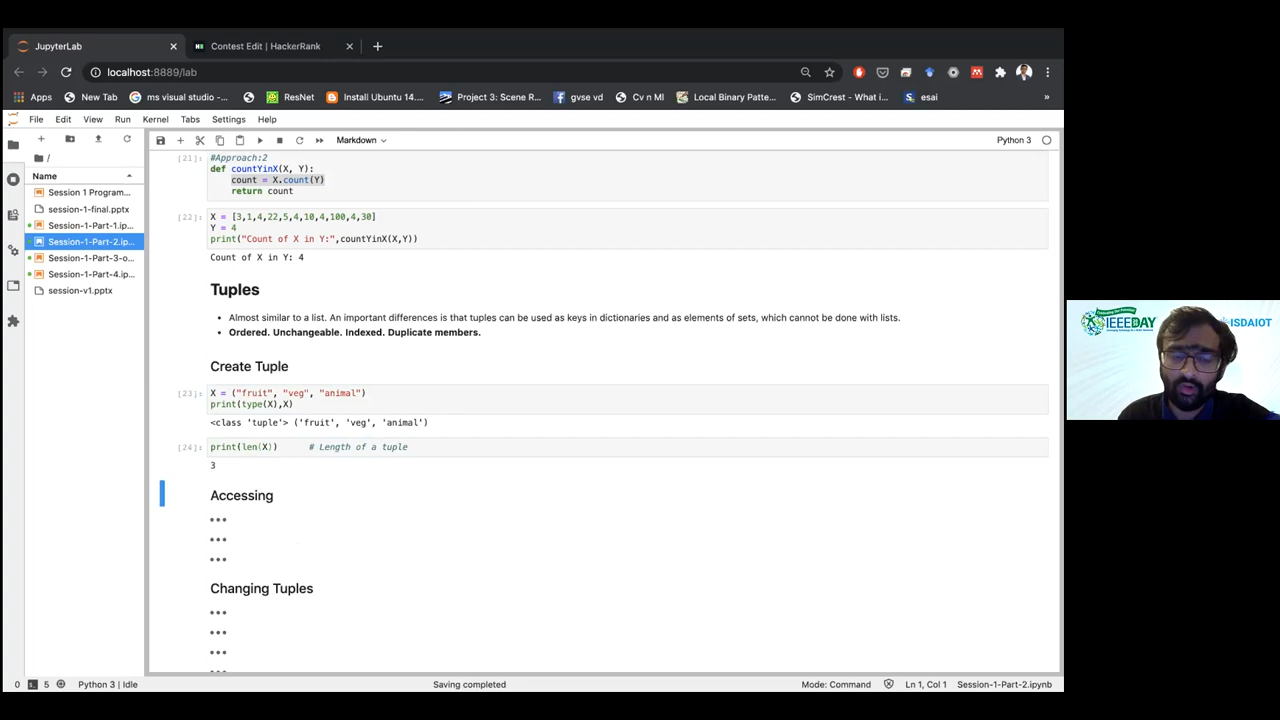 JupyterLab
Contest Edit | HackerRank
localhost:8889/lab
Apps
New Tab
ms visual studio -...
ResNet
Install Ubuntu 14....
Project 3: Scene R...
gvse vd
Cv n Ml
Local Binary Patte...
SimCrest - What i...
esai
»
File Edit View Run Kernel Tabs Settings Help
Markdown
Python 3
/
Name
Session 1 Program...
session-1-final.pptx
Session-1-Part-1.ip...
Session-1-Part-2.ip...
Session-1-Part-3-o...
Session-1-Part-4.ip...
session-v1.pptx
[21]: #Approach:2
def countYinX(X, Y):
count = X.count(Y)
return count
[22]: X = [3,1,4,22,5,4,10,4,100,4,30]
Y = 4
print("Count of X in Y:",countYinX(X,Y))
Count of X in Y: 4
Tuples
• Almost similar to a list. An important differences is that tuples can be used as keys in dictionaries and as elements of sets, which cannot be done with lists.
• Ordered. Unchangeable. Indexed. Duplicate members.
Create Tuple
[23]: X = ("fruit", "veg", "animal")
print(type(X),X)
<class 'tuple'> ('fruit', 'veg', 'animal')
[24]: print(len(X)) # Length of a tuple
3
Accessing
Changing Tuples
0
5
Python 3 | Idle
Saving completed
Mode: Command
Ln 1, Col 1
Session-1-Part-2.ipynb
IEEEDAY
ISDAIOT